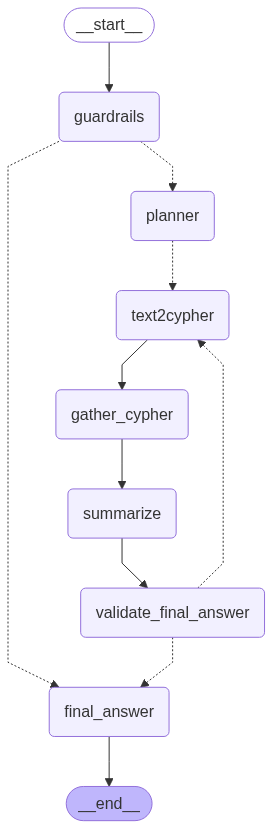 __start__
guardrails
planner
text2cypher
gather_cypher
summarize
validate_final_answer
final_answer
__end__